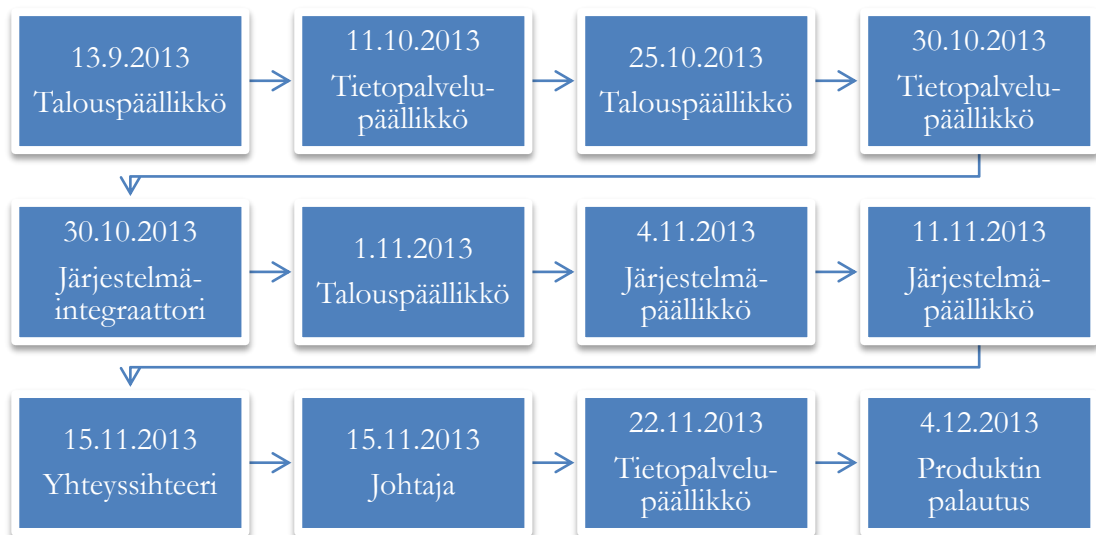 13.9.2013
Talouspäällikkö
11.10.2013
Tietopalvelu-
päällikkö
25.10.2013
Talouspäällikkö
30.10.2013
Tietopalvelu-
päällikkö
30.10.2013
Järjestelmä-
integraattori
1.11.2013
Talouspäällikkö
4.11.2013
Järjestelmä-
päällikkö
11.11.2013
Järjestelmä-
päällikkö
15.11.2013
Yhteyssihteeri
15.11.2013
Johtaja
22.11.2013
Tietopalvelu-
päällikkö
4.12.2013
Produktin
palautus